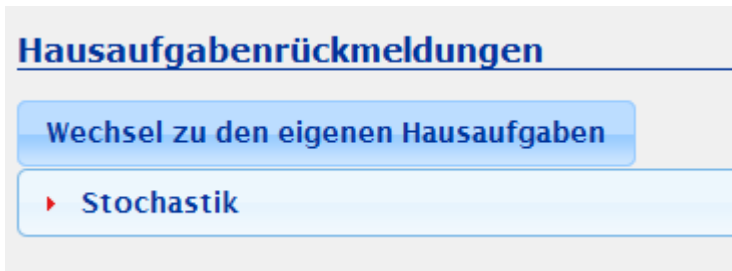 Hausaufgabenrückmeldungen
Wechsel zu den eigenen Hausaufgaben
Stochastik